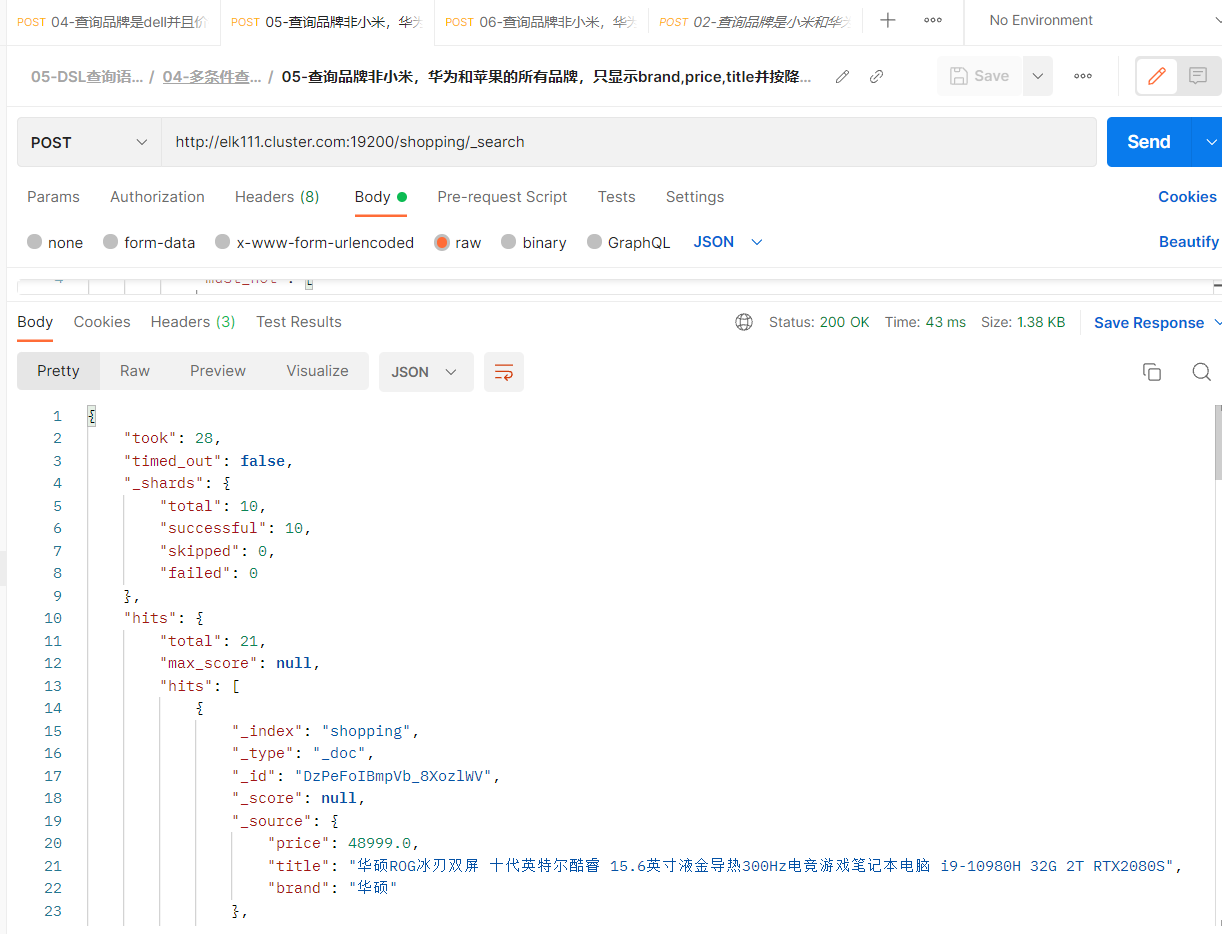 POST 04-查询品牌是dell并且价
POST 05-查询品牌非小米，华为
POST 06-查询品牌非小米，华
POST 02-查询品牌是小米和华为
No Environment
05-DSL查询语... / 04-多条件查... / 05-查询品牌非小米，华为和苹果的所有品牌，只显示brand,price,title并按降...
Save
POST
http://elk111.cluster.com:19200/shopping/_search
Send
Params Authorization Headers (8) Body Pre-request Script Tests Settings Cookies
none form-data x-www-form-urlencoded raw binary GraphQL JSON Beautify
4 "must_not": [
Body Cookies Headers (3) Test Results Status: 200 OK Time: 43 ms Size: 1.38 KB Save Response
Pretty Raw Preview Visualize JSON
1 {
2 "took": 28,
3 "timed_out": false,
4 "_shards": {
5 "total": 10,
6 "successful": 10,
7 "skipped": 0,
8 "failed": 0
9 },
10 "hits": {
11 "total": 21,
12 "max_score": null,
13 "hits": [
14 {
15 "_index": "shopping",
16 "_type": "_doc",
17 "_id": "DzPeFoIBmpVb_8XozlWV",
18 "_score": null,
19 "_source": {
20 "price": 48999.0,
21 "title": "华硕ROG冰刃双屏 十代英特尔酷睿 15.6英寸液金导热300Hz电竞游戏笔记本电脑 i9-10980H 32G 2T RTX2080S",
22 "brand": "华硕"
23 },